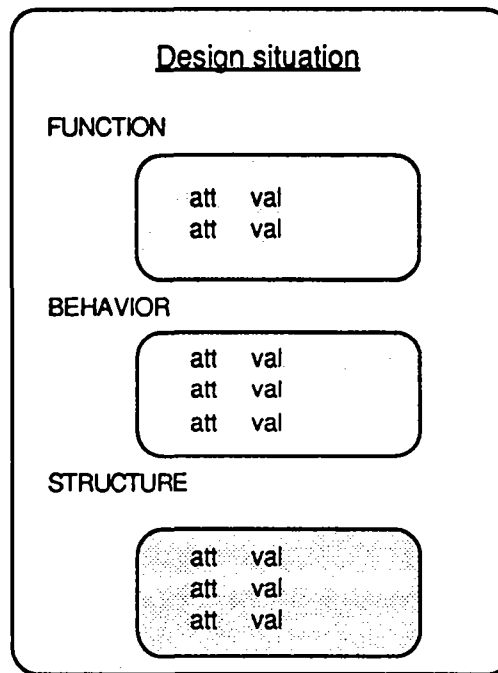 Design situation
FUNCTION
att val
att val
BEHAVIOR
att val
att val
att val
STRUCTURE
att val
att val
att val